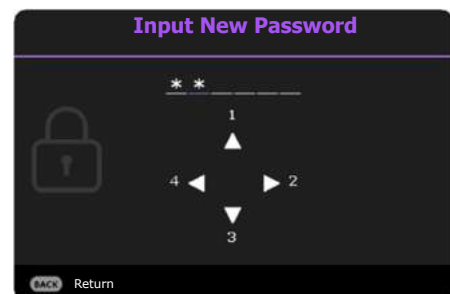 Input New Password
* * _ _ _ _
1
4 2
3
BACK Return